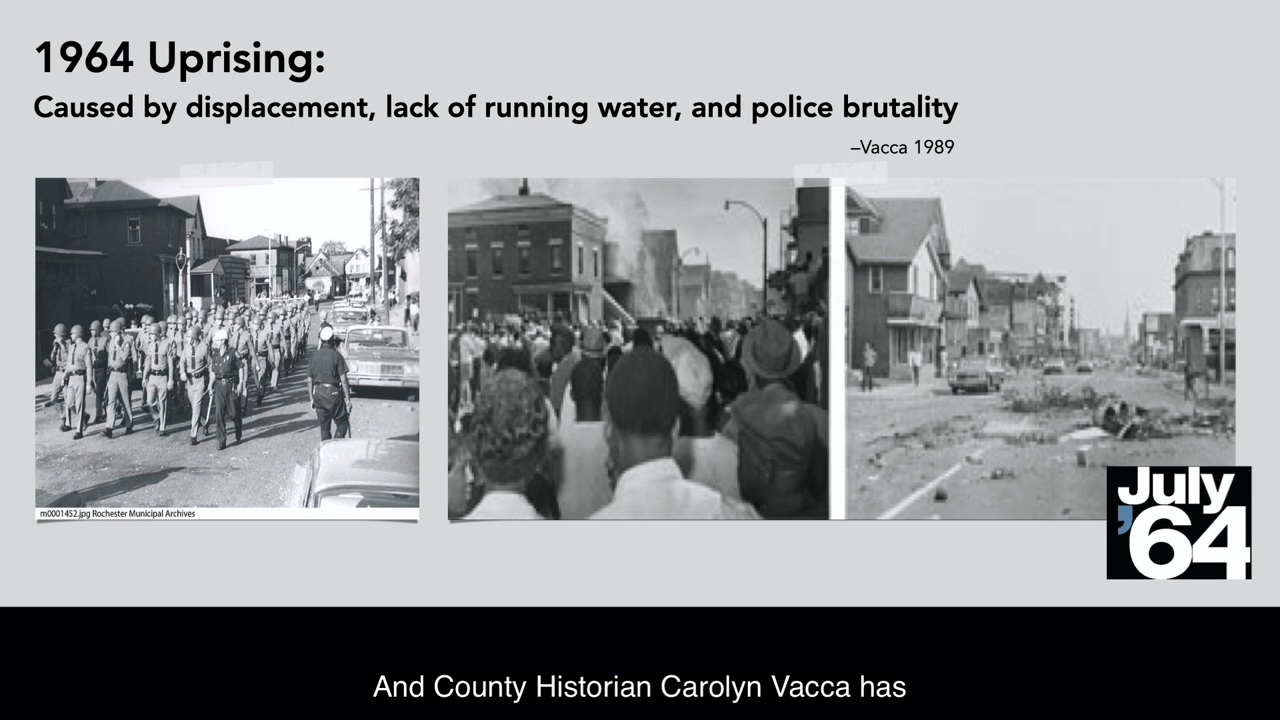 1964 Uprising:
Caused by displacement, lack of running water, and police brutality
–Vacca 1989
m0001452.jpg Rochester Municipal Archives
July
’64
And County Historian Carolyn Vacca has